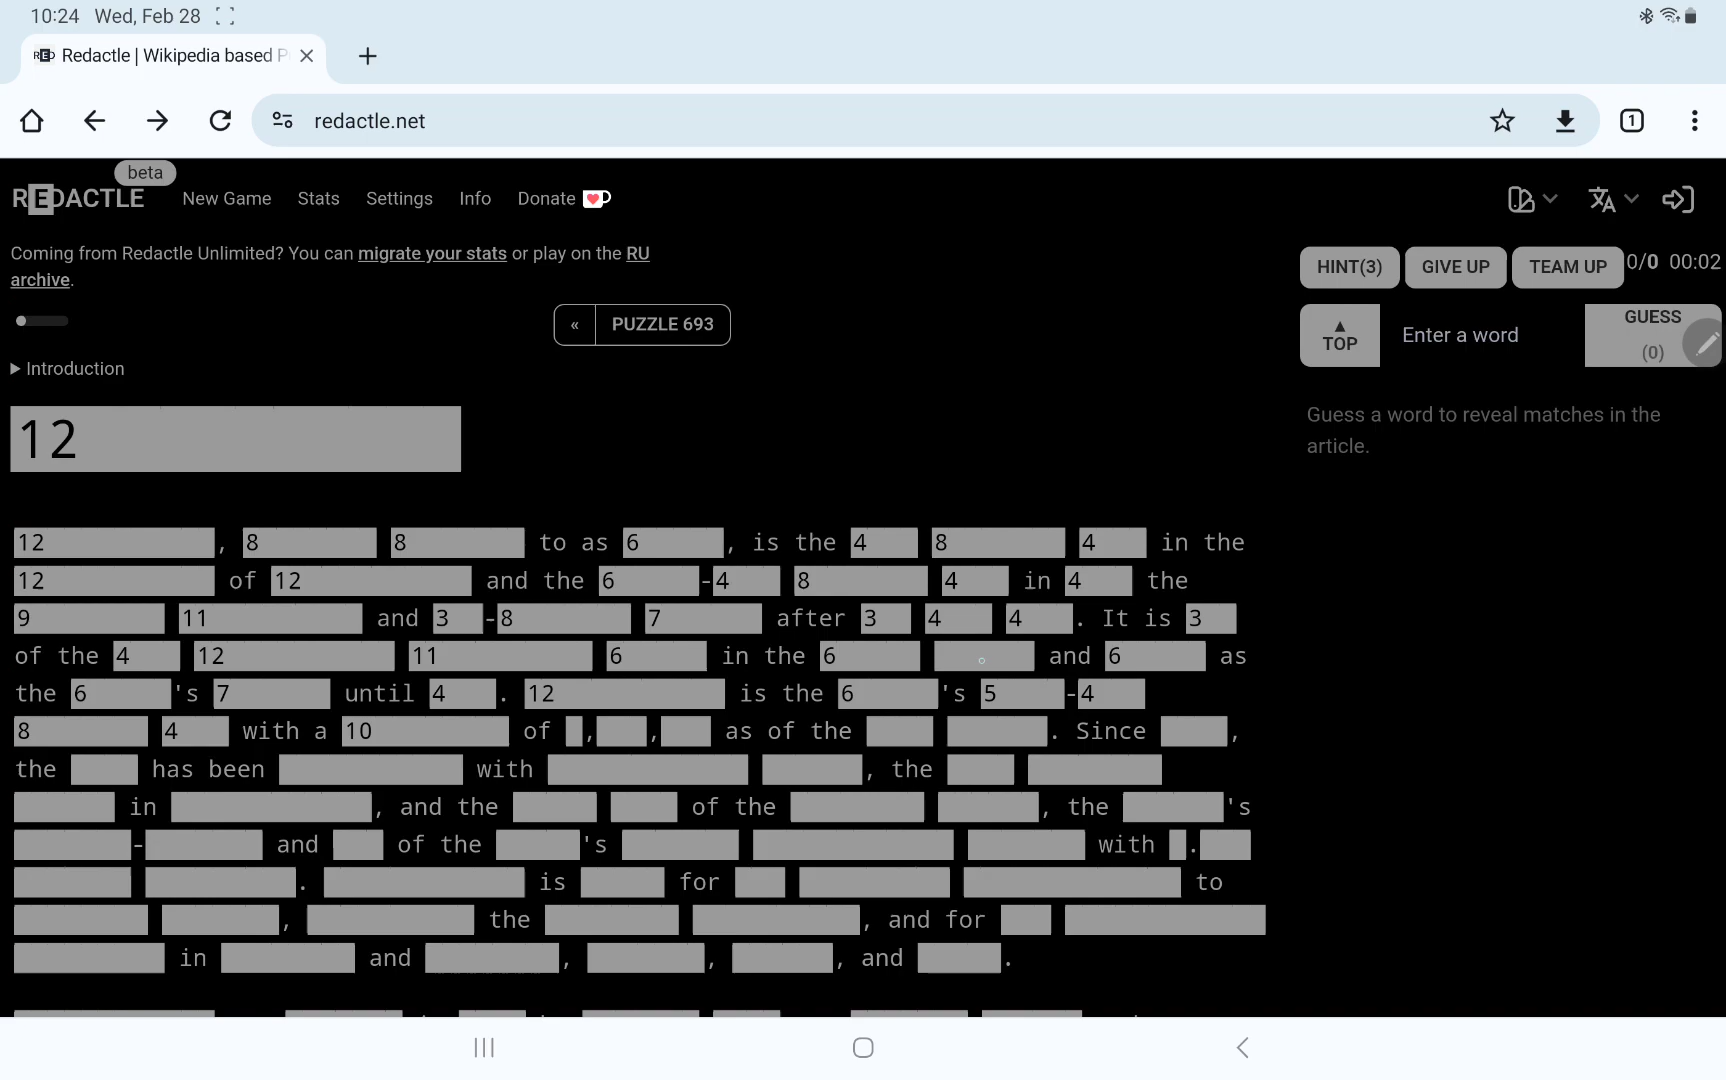 10:24 Wed, Feb 28
RED Redactle | Wikipedia based P
redactle.net
1
beta
REDACTLE New Game Stats Settings Info Donate
Coming from Redactle Unlimited? You can migrate your stats or play on the RU
archive.
HINT(3) GIVE UP TEAM UP 0/0 00:02
« PUZZLE 693
▲
TOP
Enter a word
GUESS
(0)
▶ Introduction
Guess a word to reveal matches in the
article.
12
12, 8 8 to as 6, is the 4 8 4 in the
12 of 12 and the 6-4 8 4 in 4 the
9 11 and 3-8 7 after 3 4 4. It is 3
of the 4 12 11 6 in the 6 and 6 as
the 6's 7 until 4. 12 is the 6's 5-4
8 4 with a 10 of , , as of the . Since ,
the has been with , the
in , and the of the , the 's
- and of the 's with .
. is for to
, the , and for
in and , , , and .